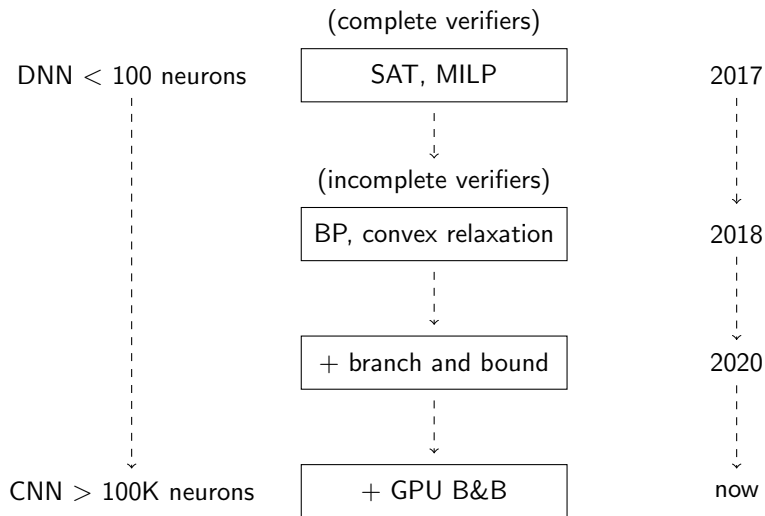 (complete verifiers)
DNN < 100 neurons
SAT, MILP
2017
(incomplete verifiers)
BP, convex relaxation
2018
+ branch and bound
2020
CNN > 100K neurons
+ GPU B&B
now